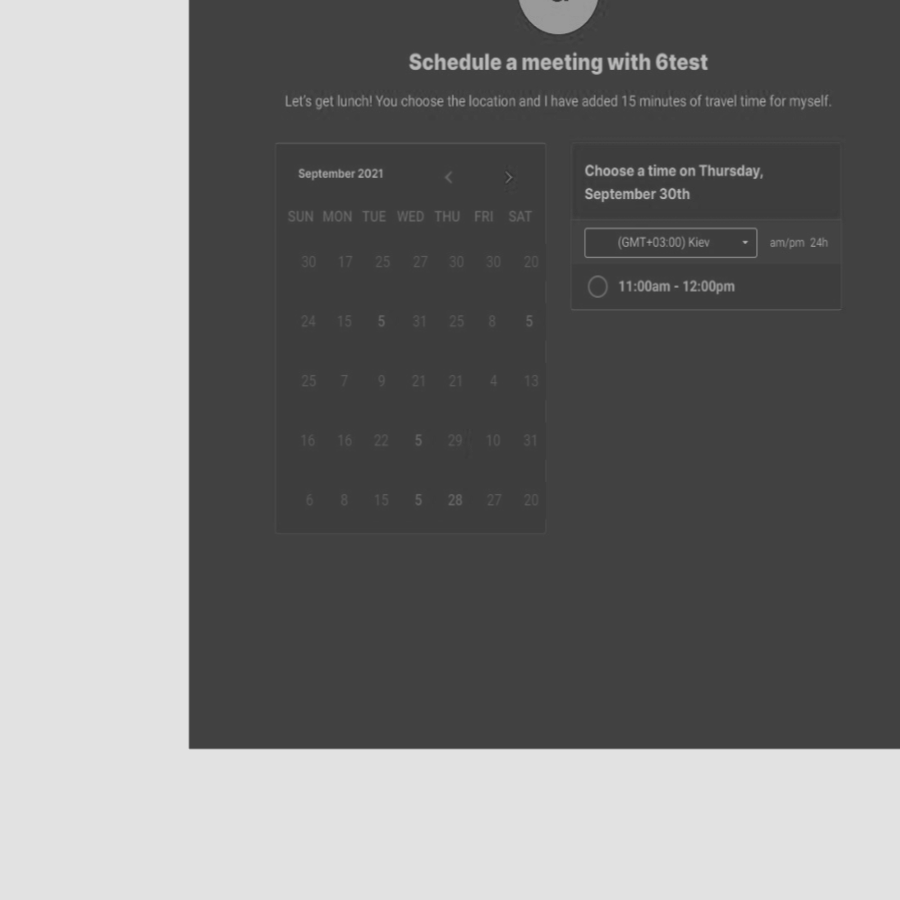 Schedule a meeting with 6test
Let's get lunch! You choose the location and I have added 15 minutes of travel time for myself.
September 2021
SUN MON TUE WED THU FRI SAT
30 17 25 27 30 30 20
24 15 5 31 25 8 5
25 7 9 21 21 4 13
16 16 22 5 29 10 31
6 8 15 5 28 27 20
Choose a time on Thursday,
September 30th
(GMT+03:00) Kiev am/pm 24h
11:00am - 12:00pm